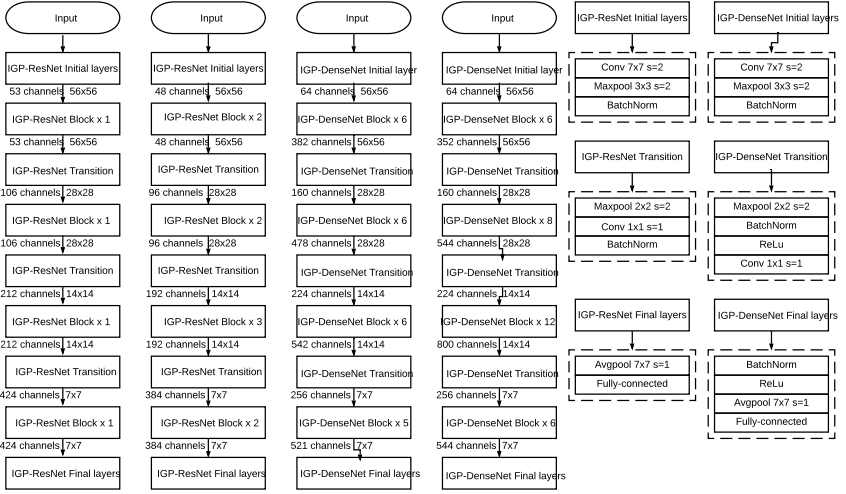 Input
IGP-ResNet Initial layers
53 channels 56x56
IGP-ResNet Block x 1
53 channels 56x56
IGP-ResNet Transition
106 channels 28x28
IGP-ResNet Block x 1
106 channels 28x28
IGP-ResNet Transition
212 channels 14x14
IGP-ResNet Block x 1
212 channels 14x14
IGP-ResNet Transition
424 channels 7x7
IGP-ResNet Block x 1
424 channels 7x7
IGP-ResNet Final layers
Input
IGP-ResNet Initial layers
48 channels 56x56
IGP-ResNet Block x 2
48 channels 56x56
IGP-ResNet Transition
96 channels 28x28
IGP-ResNet Block x 2
96 channels 28x28
IGP-ResNet Transition
192 channels 14x14
IGP-ResNet Block x 3
192 channels 14x14
IGP-ResNet Transition
384 channels 7x7
IGP-ResNet Block x 2
384 channels 7x7
IGP-ResNet Final layers
Input
IGP-DenseNet Initial layer
64 channels 56x56
IGP-DenseNet Block x 6
382 channels 56x56
IGP-DenseNet Transition
160 channels 28x28
IGP-DenseNet Block x 6
478 channels 28x28
IGP-DenseNet Transition
224 channels 14x14
IGP-DenseNet Block x 6
542 channels 14x14
IGP-DenseNet Transition
256 channels 7x7
IGP-DenseNet Block x 5
521 channels 7x7
IGP-DenseNet Final layers
Input
IGP-DenseNet Initial layer
64 channels 56x56
IGP-DenseNet Block x 6
352 channels 56x56
IGP-DenseNet Transition
160 channels 28x28
IGP-DenseNet Block x 8
544 channels 28x28
IGP-DenseNet Transition
224 channels 14x14
IGP-DenseNet Block x 12
800 channels 14x14
IGP-DenseNet Transition
256 channels 7x7
IGP-DenseNet Block x 6
544 channels 7x7
IGP-DenseNet Final layers
IGP-ResNet Initial layers
Conv 7x7 s=2
Maxpool 3x3 s=2
BatchNorm
IGP-ResNet Transition
Maxpool 2x2 s=2
Conv 1x1 s=1
BatchNorm
IGP-ResNet Final layers
Avgpool 7x7 s=1
Fully-connected
IGP-DenseNet Initial layers
Conv 7x7 s=2
Maxpool 3x3 s=2
BatchNorm
IGP-DenseNet Transition
Maxpool 2x2 s=2
BatchNorm
ReLu
Conv 1x1 s=1
IGP-DenseNet Final layers
BatchNorm
ReLu
Avgpool 7x7 s=1
Fully-connected